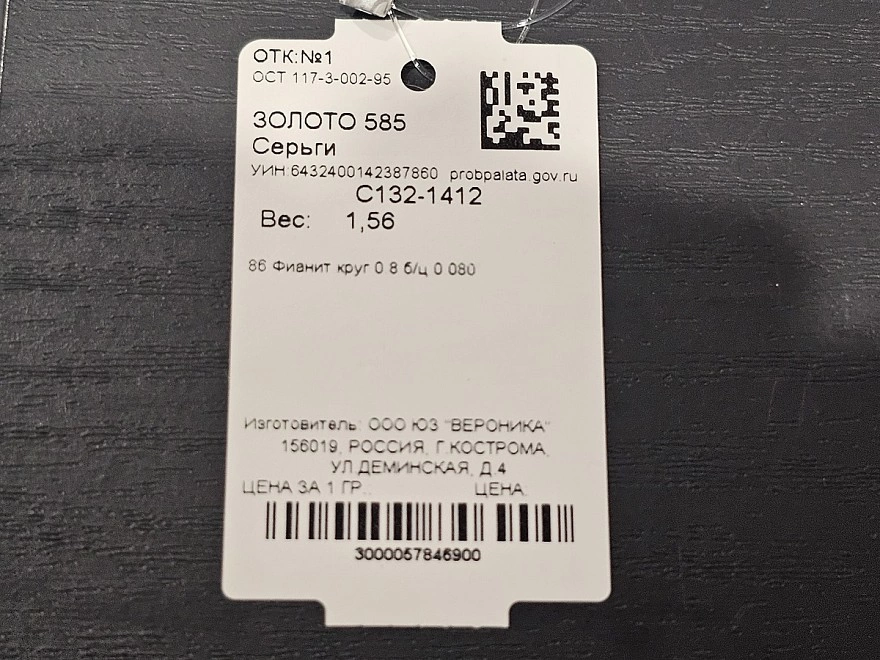 ОТК:№1
ОСТ 117-3-002-95
ЗОЛОТО 585
Серьги
УИН:6432400142387860 probpalata.gov.ru
С132-1412
Вес: 1,56
86 Фианит круг 0.8 б/ц 0.080
Изготовитель: ООО ЮЗ "ВЕРОНИКА"
156019, РОССИЯ, Г.КОСТРОМА,
УЛ.ДЕМИНСКАЯ, Д.4
ЦЕНА ЗА 1 ГР.: ЦЕНА:
3000057846900